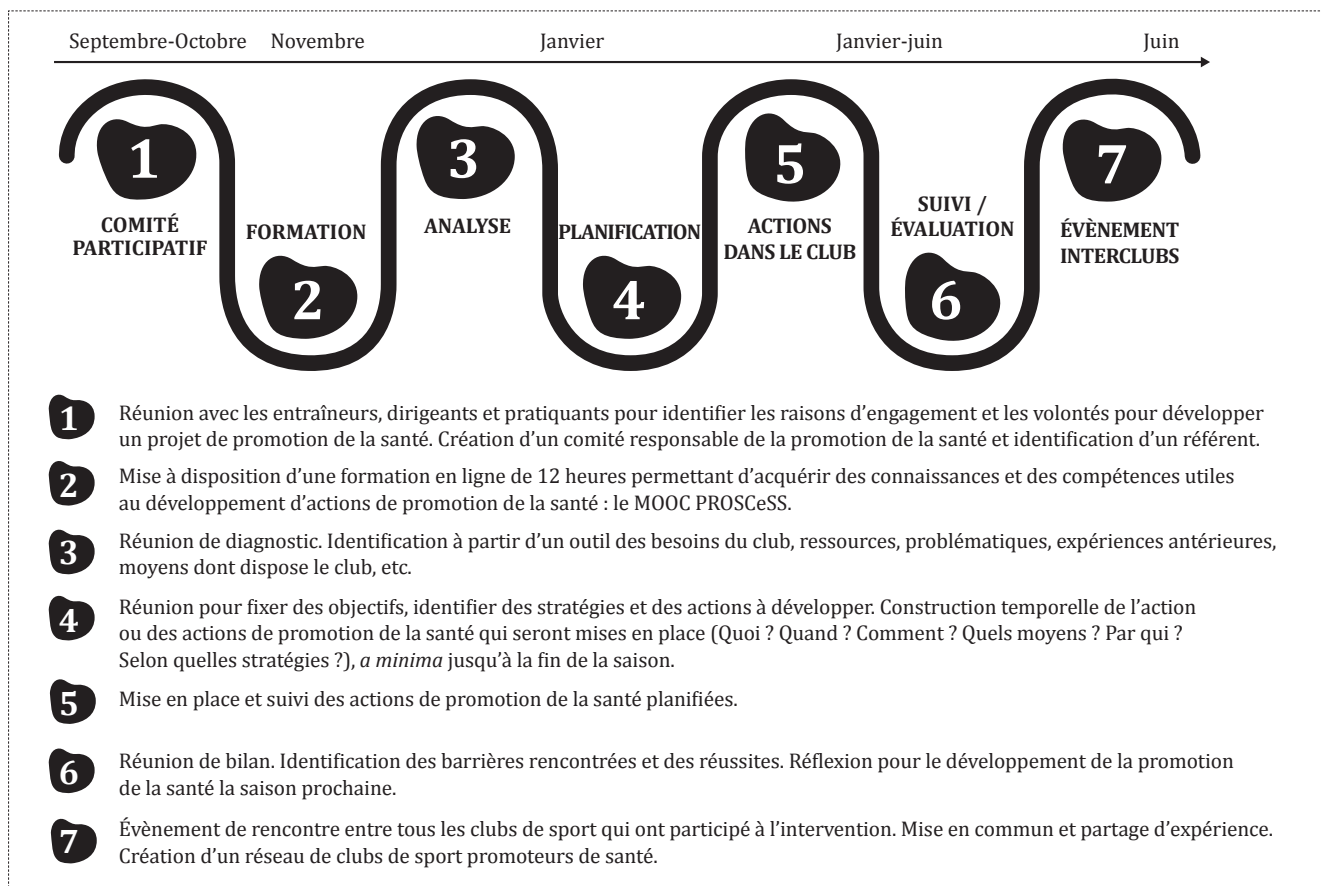 Septembre-Octobre Novembre Janvier Janvier-juin Juin
1
COMITÉ
PARTICIPATIF
FORMATION
2
3
ANALYSE
PLANIFICATION
4
5
ACTIONS
DANS LE CLUB
SUIVI /
ÉVALUATION
6
7
ÉVÈNEMENT
INTERCLUBS
1 Réunion avec les entraîneurs, dirigeants et pratiquants pour identifier les raisons d’engagement et les volontés pour développer
un projet de promotion de la santé. Création d’un comité responsable de la promotion de la santé et identification d’un référent.
2 Mise à disposition d’une formation en ligne de 12 heures permettant d’acquérir des connaissances et des compétences utiles
au développement d’actions de promotion de la santé : le MOOC PROSCeSS.
3 Réunion de diagnostic. Identification à partir d’un outil des besoins du club, ressources, problématiques, expériences antérieures,
moyens dont dispose le club, etc.
4 Réunion pour fixer des objectifs, identifier des stratégies et des actions à développer. Construction temporelle de l’action
ou des actions de promotion de la santé qui seront mises en place (Quoi ? Quand ? Comment ? Quels moyens ? Par qui ?
Selon quelles stratégies ?), a minima jusqu’à la fin de la saison.
5 Mise en place et suivi des actions de promotion de la santé planifiées.
6 Réunion de bilan. Identification des barrières rencontrées et des réussites. Réflexion pour le développement de la promotion
de la santé la saison prochaine.
7 Évènement de rencontre entre tous les clubs de sport qui ont participé à l’intervention. Mise en commun et partage d’expérience.
Création d’un réseau de clubs de sport promoteurs de santé.